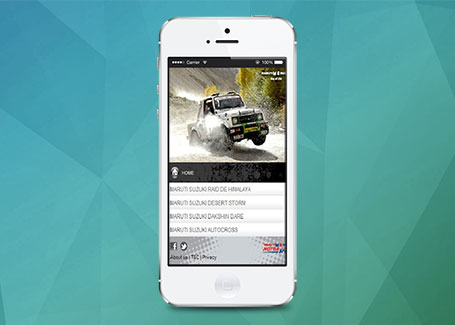 Carrier
100%
HOME
MARUTI SUZUKI RAID DE HIMALAYA
MARUTI SUZUKI DESERT STORM
MARUTI SUZUKI DAKSHIN DARE
MARUTI SUZUKI AUTOCROSS
About us | T&C | Privacy